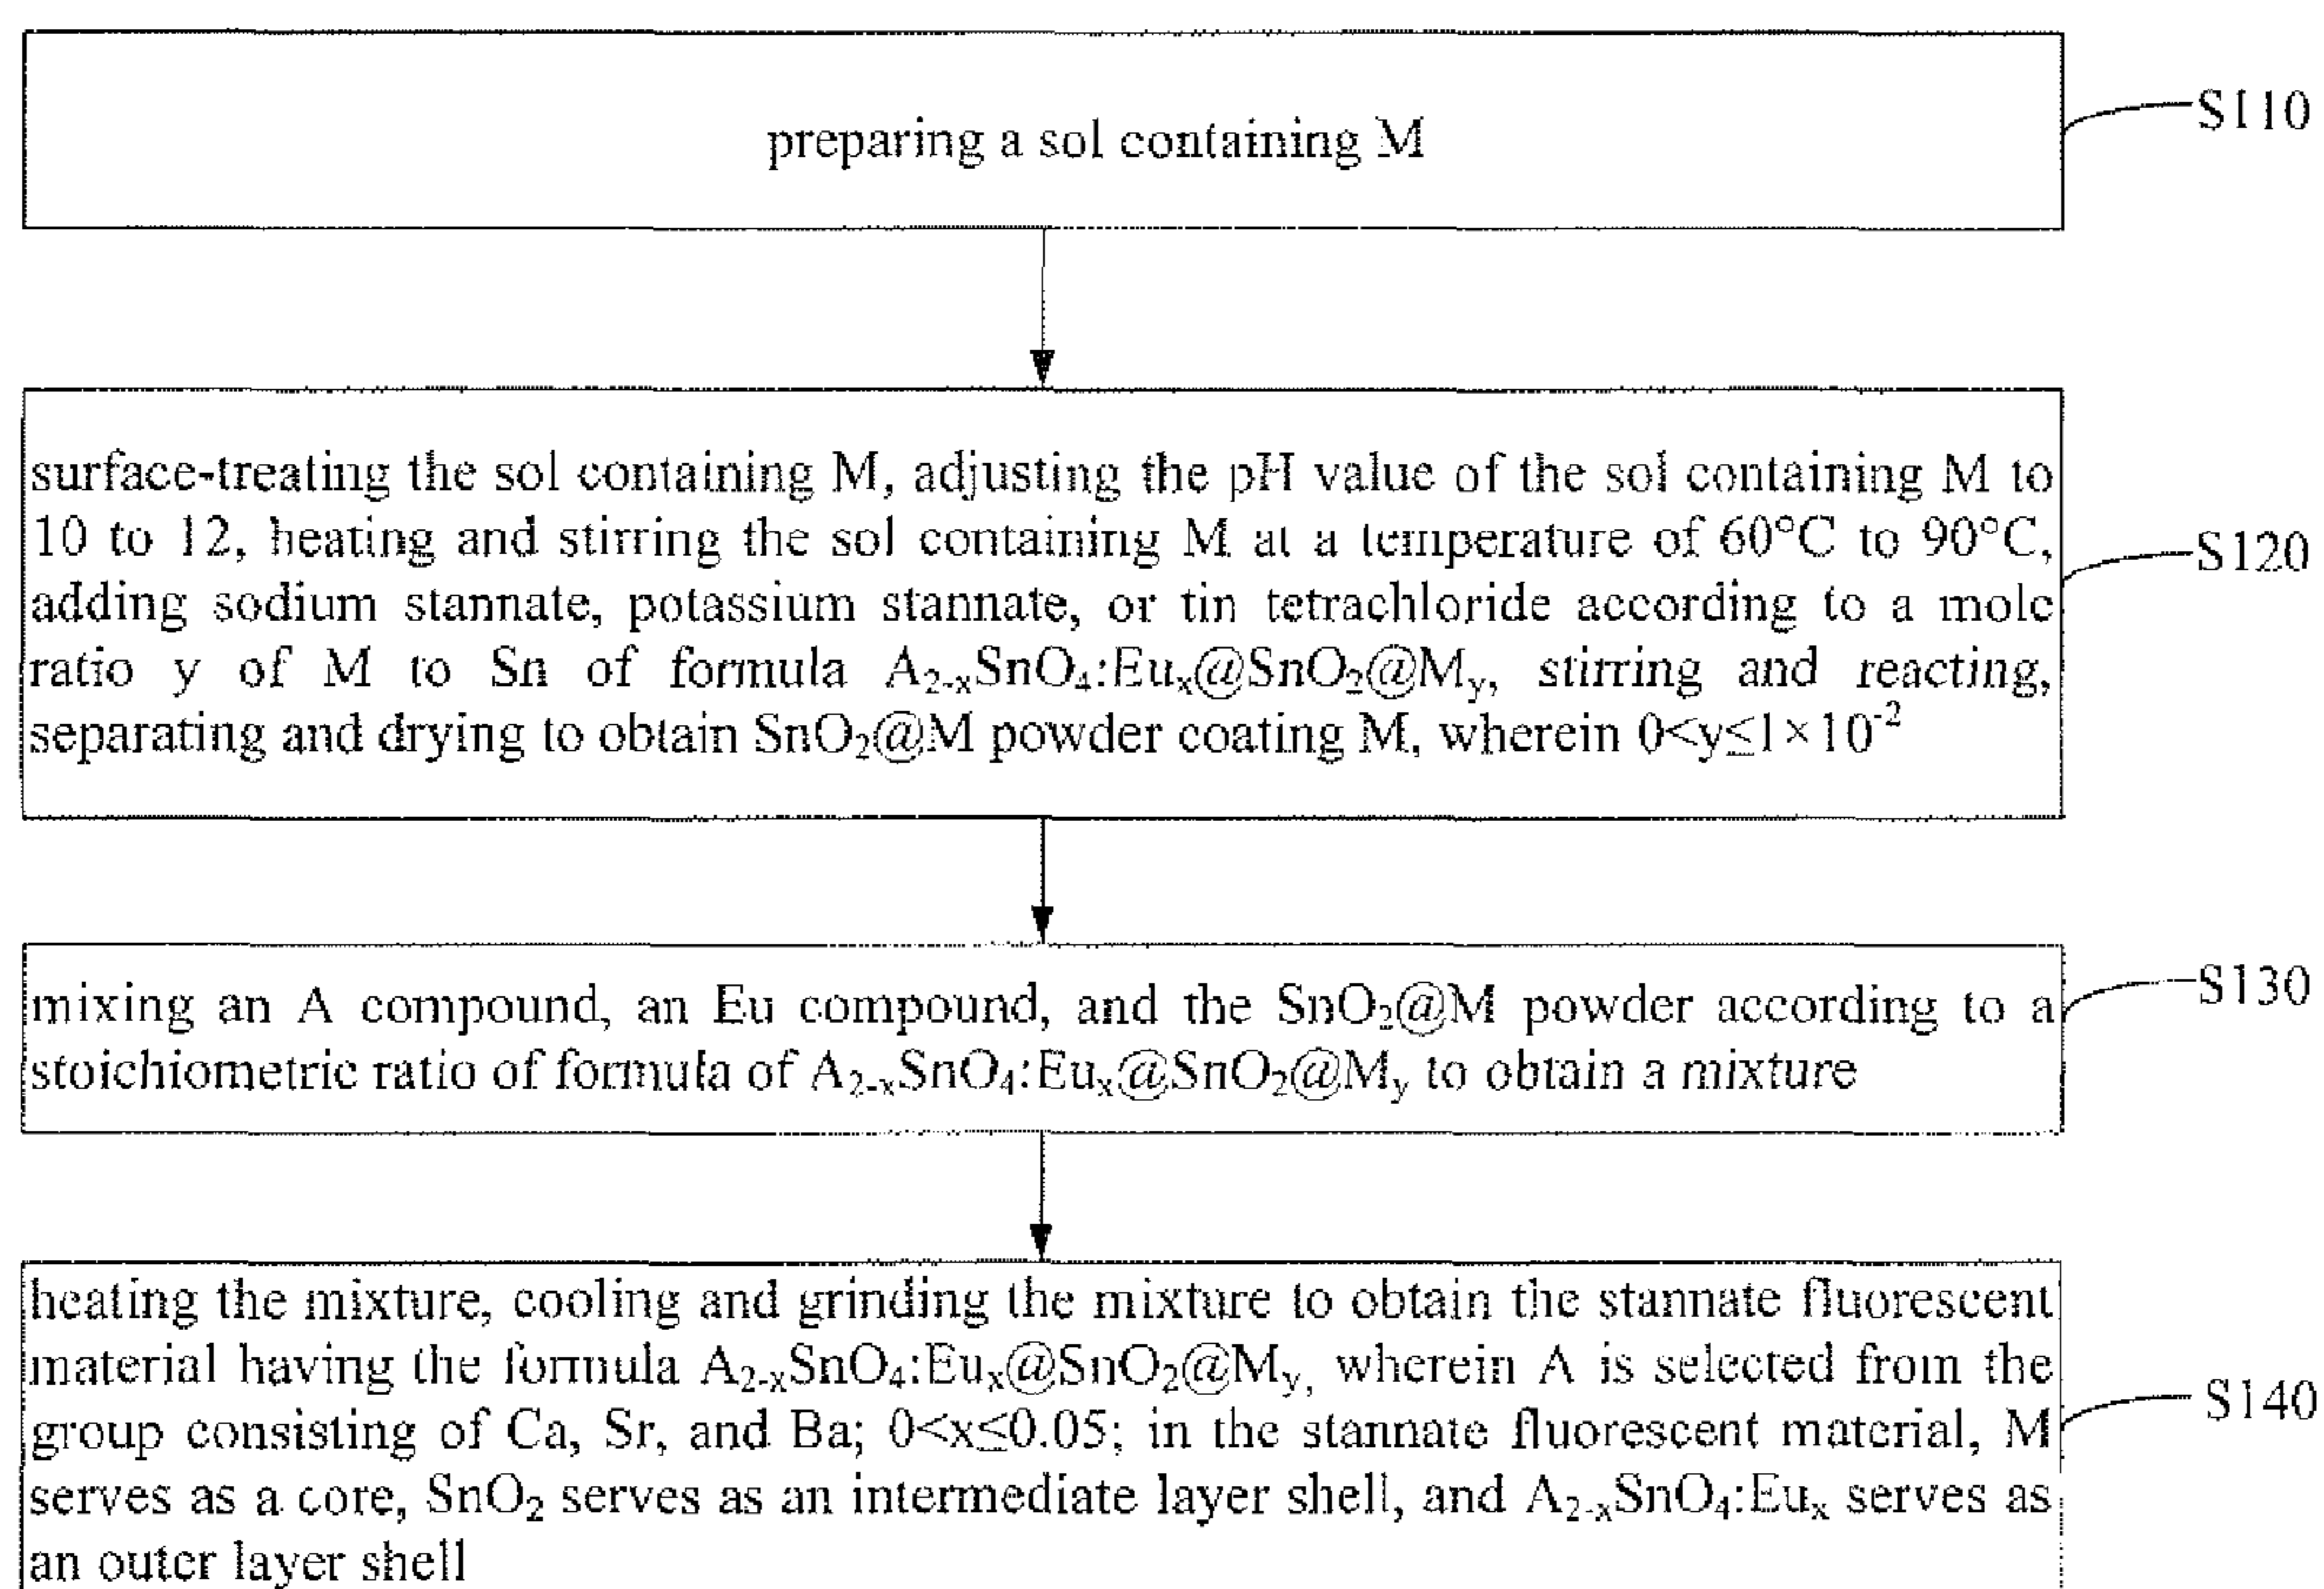 preparing a sol containing M
S110
surface-treating the sol containing M, adjusting the pH value of the sol containing M to
10 to 12, heating and stirring the sol containing M at a temperature of 60°C to 90°C,
adding sodium stannate, potassium stannate, or tin tetrachloride according to a mole
ratio y of M to Sn of formula A₂₋ₓSnO₄:Euₓ@SnO₂@Mᵧ, stirring and reacting,
separating and drying to obtain SnO₂@M powder coating M, wherein 0<y≤1×10⁻²
S120
mixing an A compound, an Eu compound, and the SnO₂@M powder according to a
stoichiometric ratio of formula of A₂₋ₓSnO₄:Euₓ@SnO₂@Mᵧ to obtain a mixture
S130
heating the mixture, cooling and grinding the mixture to obtain the stannate fluorescent
material having the formula A₂₋ₓSnO₄:Euₓ@SnO₂@Mᵧ, wherein A is selected from the
group consisting of Ca, Sr, and Ba; 0<x≤0.05; in the stannate fluorescent material, M
serves as a core, SnO₂ serves as an intermediate layer shell, and A₂₋ₓSnO₄:Euₓ serves as
an outer layer shell
S140